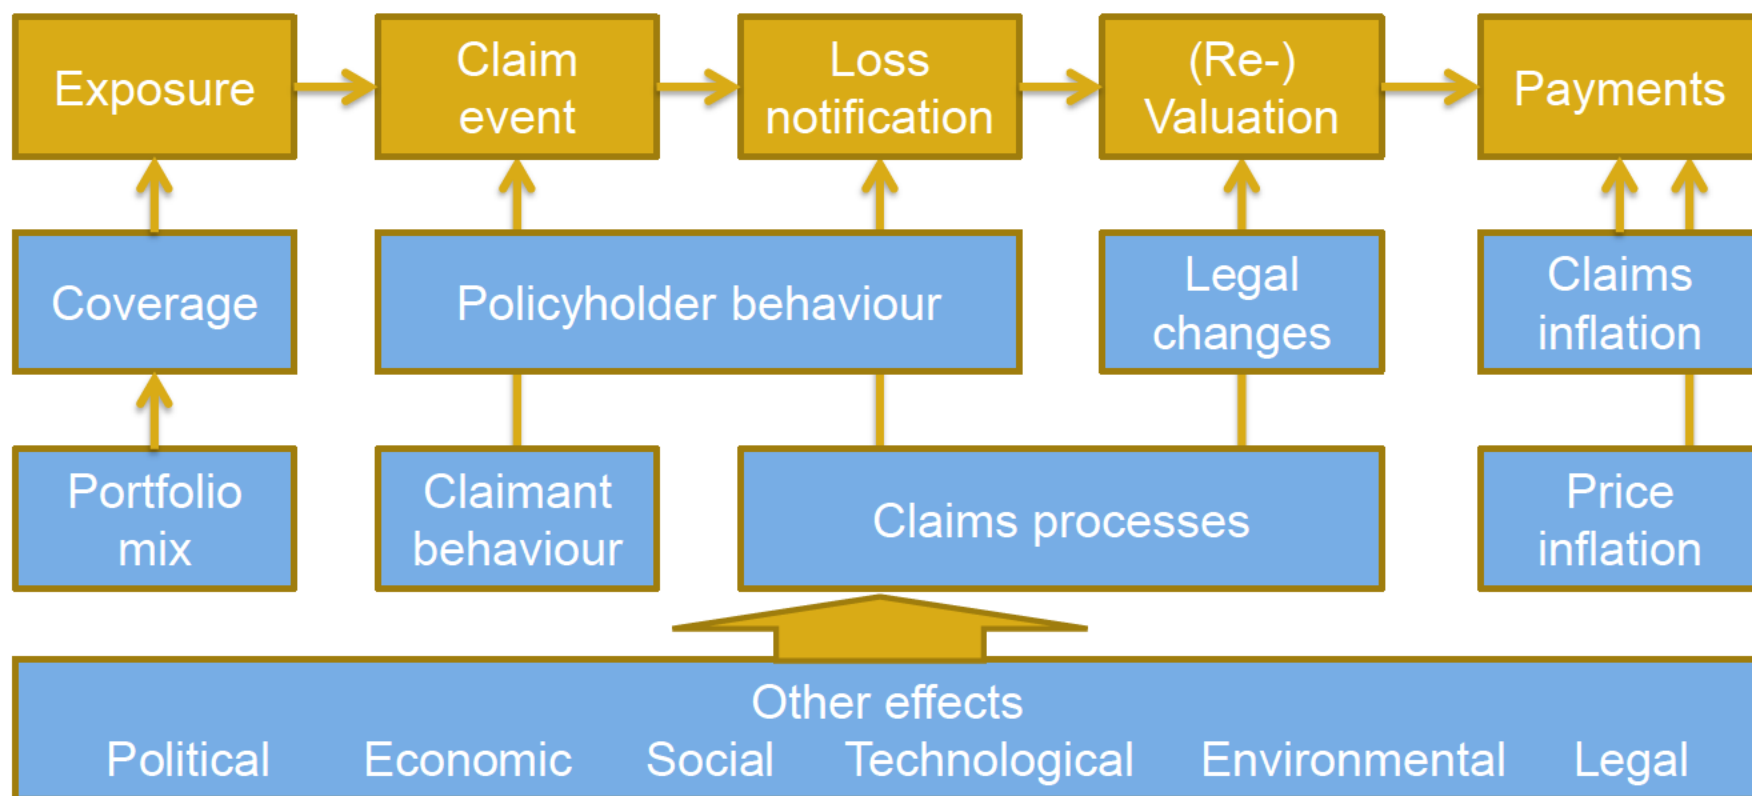 Exposure
Claim
event
Loss
notification
(Re-)
Valuation
Payments
Coverage
Policyholder behaviour
Legal
changes
Claims
inflation
Portfolio
mix
Claimant
behaviour
Claims processes
Price
inflation
Other effects
Political Economic Social Technological Environmental Legal